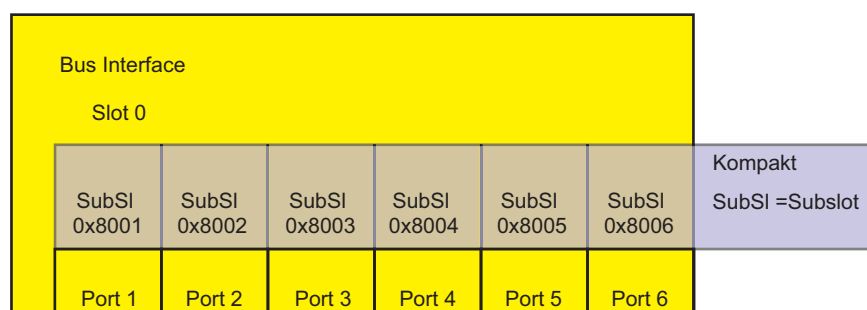 Bus Interface
Slot 0
Kompakt
SubSl SubSl SubSl SubSl SubSl SubSl SubSl =Subslot
0x8001 0x8002 0x8003 0x8004 0x8005 0x8006
Port 1 Port 2 Port 3 Port 4 Port 5 Port 6